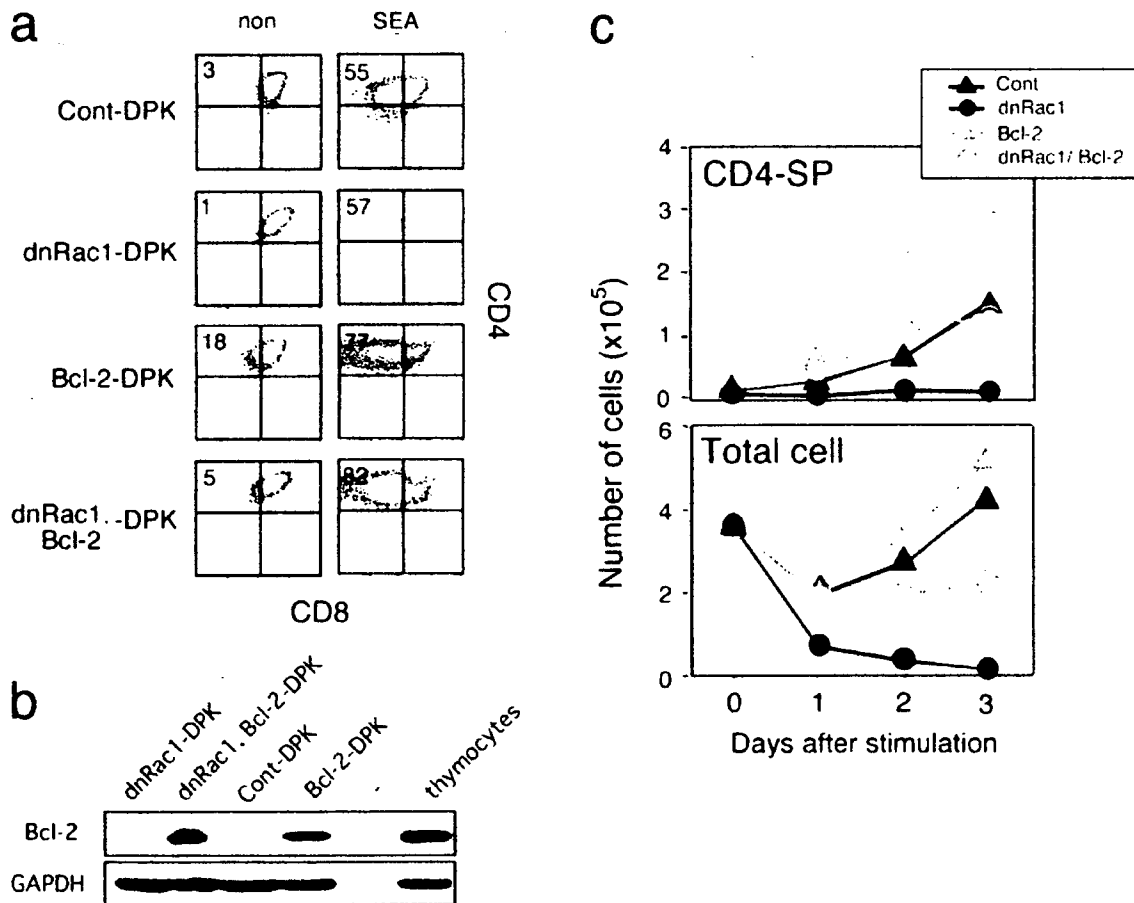 a
non
SEA
Cont-DPK
3
55
dnRac1-DPK
1
57
Bcl-2-DPK
18
77
dnRac1.
Bcl-2
-DPK
5
82
CD4
CD8
b
dnRac1-DPK
dnRac1. Bcl-2-DPK
Cont-DPK
Bcl-2-DPK
thymocytes
Bcl-2
GAPDH
c
Cont
dnRac1
Bcl-2
dnRac1/ Bcl-2
CD4-SP
4
3
2
1
0
Total cell
6
4
2
0
Number of cells (x10⁵)
0 1 2 3
Days after stimulation